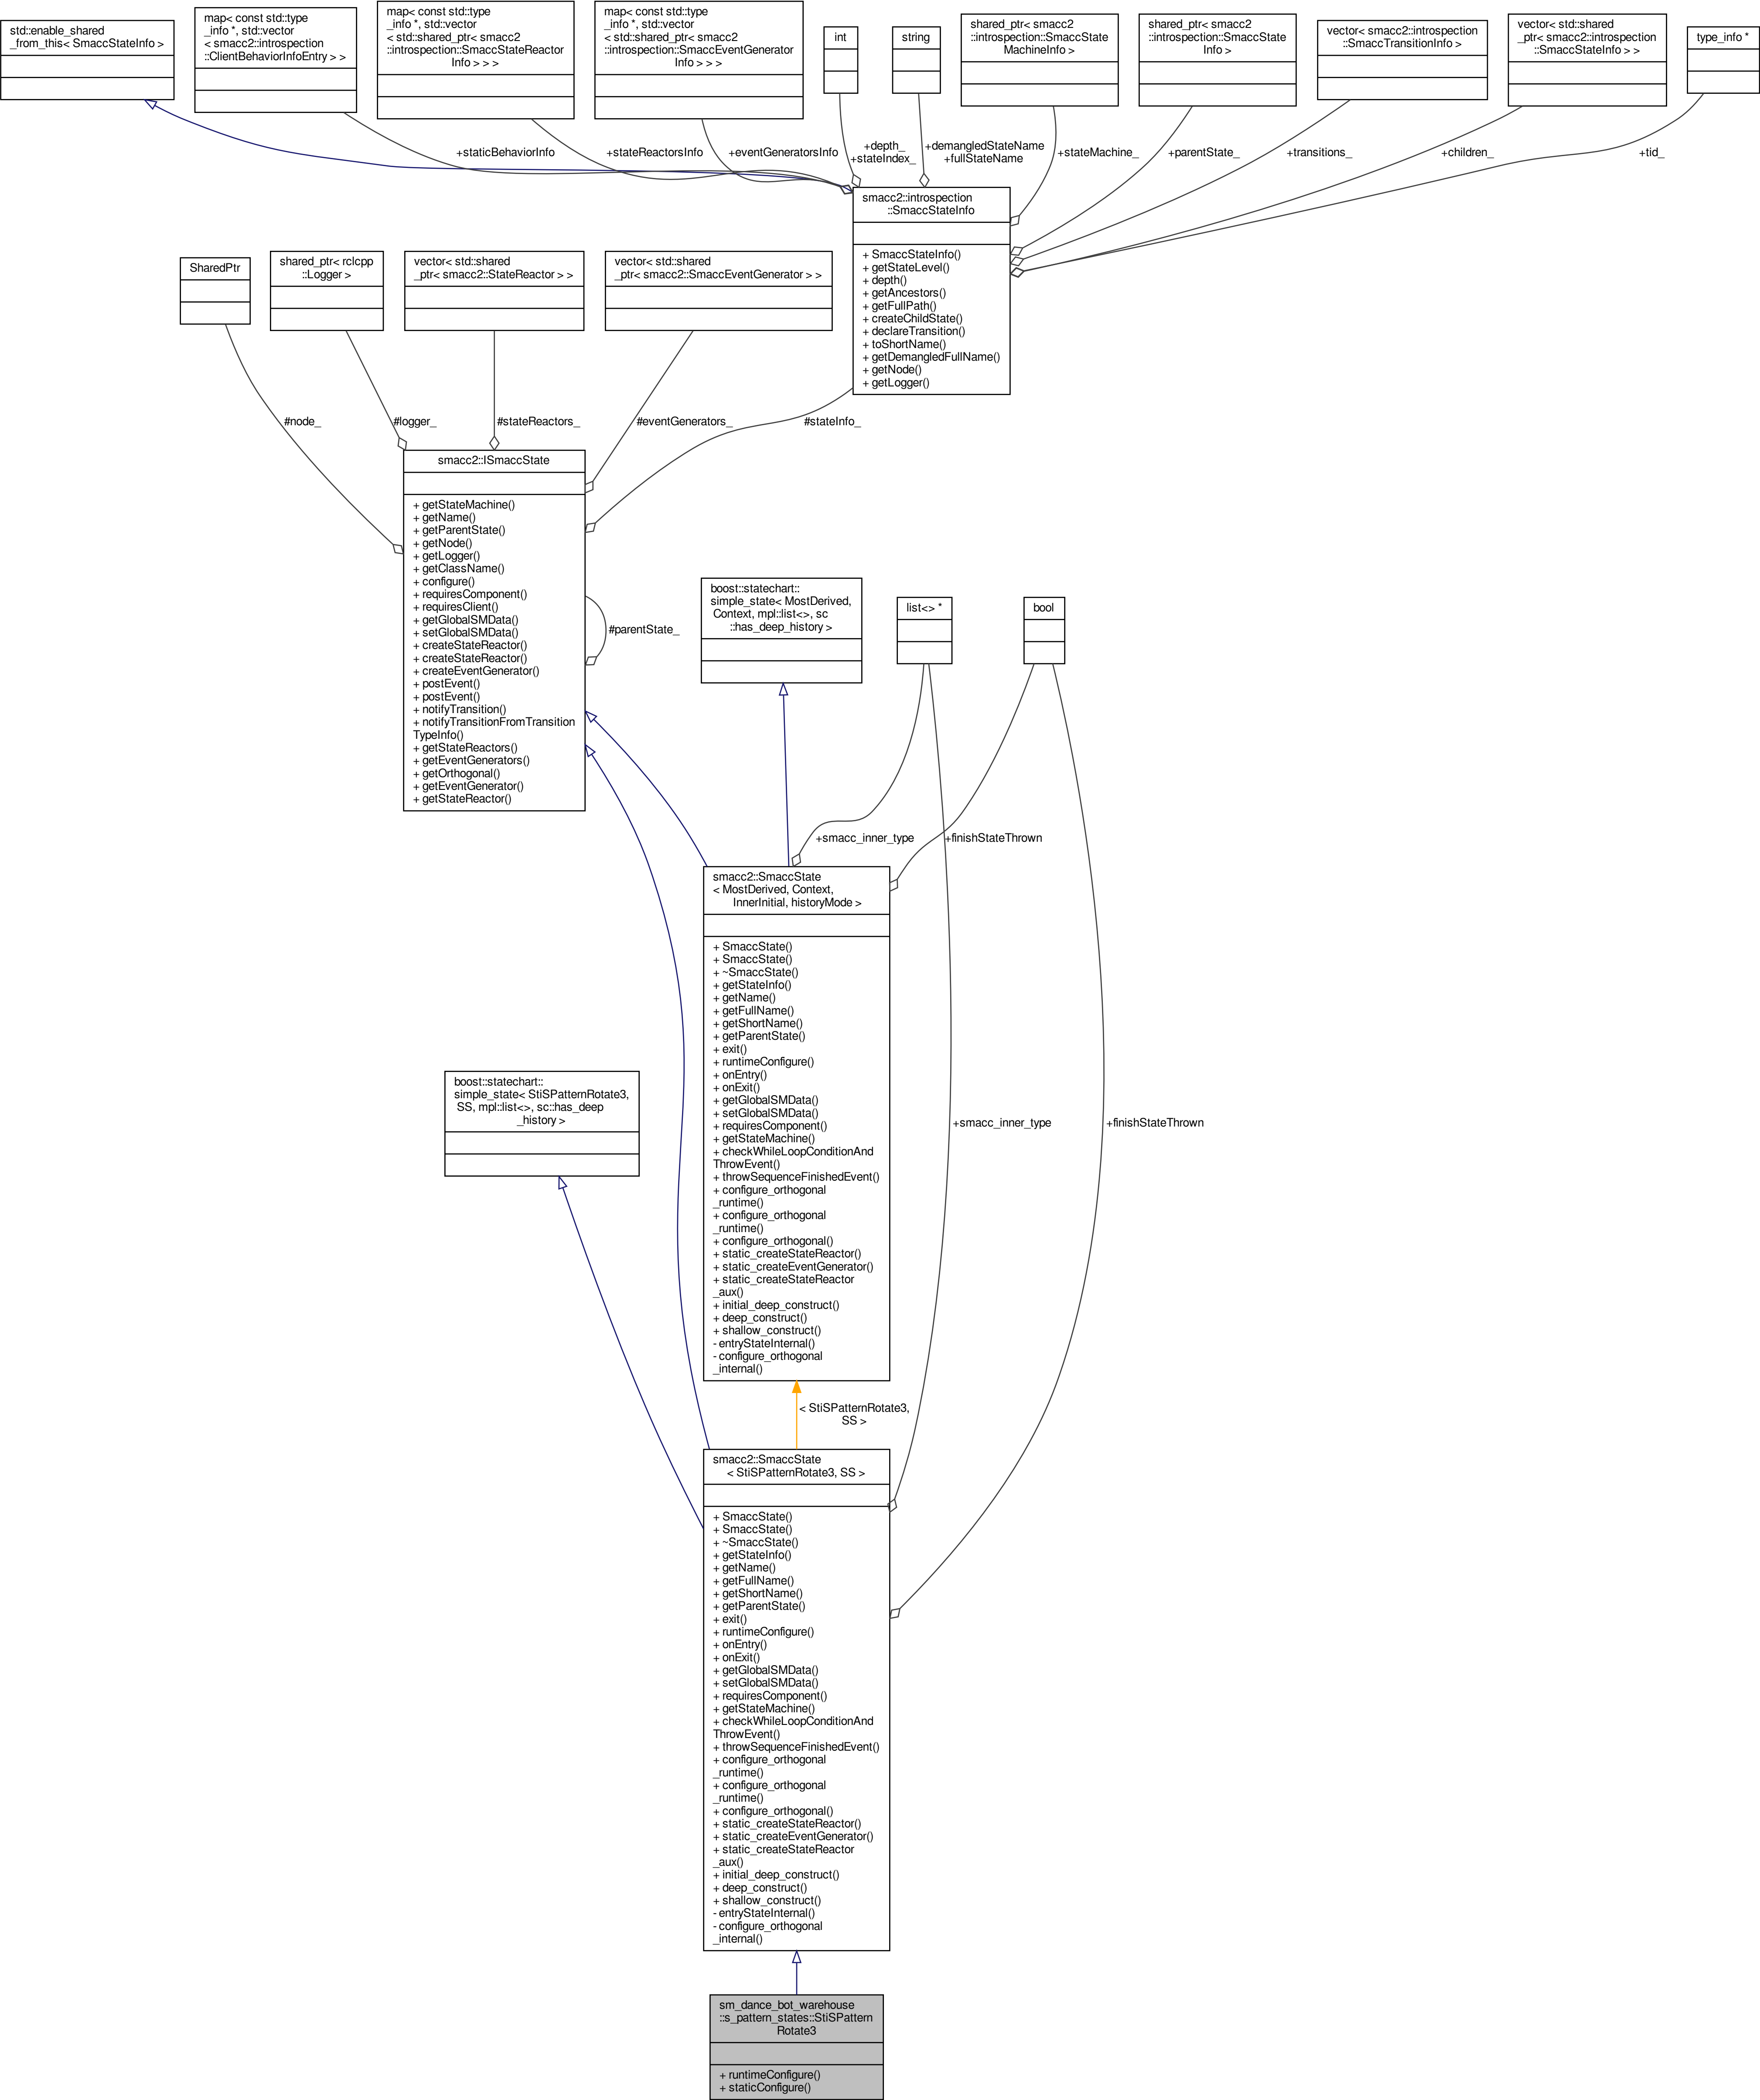 std::enable_shared
_from_this< SmaccStateInfo >
map< const std::type
_info *, std::vector
< smacc2::introspection
::ClientBehaviorInfoEntry > >
map< const std::type
_info *, std::vector
< std::shared_ptr< smacc2
::introspection::SmaccStateReactor
Info > > >
map< const std::type
_info *, std::vector
< std::shared_ptr< smacc2
::introspection::SmaccEventGenerator
Info > > >
int
string
shared_ptr< smacc2
::introspection::SmaccState
MachineInfo >
shared_ptr< smacc2
::introspection::SmaccState
Info >
vector< smacc2::introspection
::SmaccTransitionInfo >
vector< std::shared
_ptr< smacc2::introspection
::SmaccStateInfo > >
type_info *
+staticBehaviorInfo
+stateReactorsInfo
+eventGeneratorsInfo
+depth_
+stateIndex_
+demangledStateName
+fullStateName
+stateMachine_
+parentState_
+transitions_
+children_
+tid_
smacc2::introspection
::SmaccStateInfo
+ SmaccStateInfo()
+ getStateLevel()
+ depth()
+ getAncestors()
+ getFullPath()
+ createChildState()
+ declareTransition()
+ toShortName()
+ getDemangledFullName()
+ getNode()
+ getLogger()
SharedPtr
shared_ptr< rclcpp
::Logger >
vector< std::shared
_ptr< smacc2::StateReactor > >
vector< std::shared
_ptr< smacc2::SmaccEventGenerator > >
#node_
#logger_
#stateReactors_
#eventGenerators_
#stateInfo_
smacc2::ISmaccState
+ getStateMachine()
+ getName()
+ getParentState()
+ getNode()
+ getLogger()
+ getClassName()
+ configure()
+ requiresComponent()
+ requiresClient()
+ getGlobalSMData()
+ setGlobalSMData()
+ createStateReactor()
+ createStateReactor()
+ createEventGenerator()
+ postEvent()
+ postEvent()
+ notifyTransition()
+ notifyTransitionFromTransition
TypeInfo()
+ getStateReactors()
+ getEventGenerators()
+ getOrthogonal()
+ getEventGenerator()
+ getStateReactor()
#parentState_
boost::statechart::
simple_state< MostDerived,
Context, mpl::list<>, sc
::has_deep_history >
list<> *
bool
+smacc_inner_type
+finishStateThrown
smacc2::SmaccState
< MostDerived, Context,
InnerInitial, historyMode >
+ SmaccState()
+ SmaccState()
+ ~SmaccState()
+ getStateInfo()
+ getName()
+ getFullName()
+ getShortName()
+ getParentState()
+ exit()
+ runtimeConfigure()
+ onEntry()
+ onExit()
+ getGlobalSMData()
+ setGlobalSMData()
+ requiresComponent()
+ getStateMachine()
+ checkWhileLoopConditionAnd
ThrowEvent()
+ throwSequenceFinishedEvent()
+ configure_orthogonal
_runtime()
+ configure_orthogonal
_runtime()
+ configure_orthogonal()
+ static_createStateReactor()
+ static_createEventGenerator()
+ static_createStateReactor
_aux()
+ initial_deep_construct()
+ deep_construct()
+ shallow_construct()
- entryStateInternal()
- configure_orthogonal
_internal()
boost::statechart::
simple_state< StiSPatternRotate3,
SS, mpl::list<>, sc::has_deep
_history >
+smacc_inner_type
+finishStateThrown
< StiSPatternRotate3,
SS >
smacc2::SmaccState
< StiSPatternRotate3, SS >
+ SmaccState()
+ SmaccState()
+ ~SmaccState()
+ getStateInfo()
+ getName()
+ getFullName()
+ getShortName()
+ getParentState()
+ exit()
+ runtimeConfigure()
+ onEntry()
+ onExit()
+ getGlobalSMData()
+ setGlobalSMData()
+ requiresComponent()
+ getStateMachine()
+ checkWhileLoopConditionAnd
ThrowEvent()
+ throwSequenceFinishedEvent()
+ configure_orthogonal
_runtime()
+ configure_orthogonal
_runtime()
+ configure_orthogonal()
+ static_createStateReactor()
+ static_createEventGenerator()
+ static_createStateReactor
_aux()
+ initial_deep_construct()
+ deep_construct()
+ shallow_construct()
- entryStateInternal()
- configure_orthogonal
_internal()
sm_dance_bot_warehouse
::s_pattern_states::StiSPattern
Rotate3
+ runtimeConfigure()
+ staticConfigure()